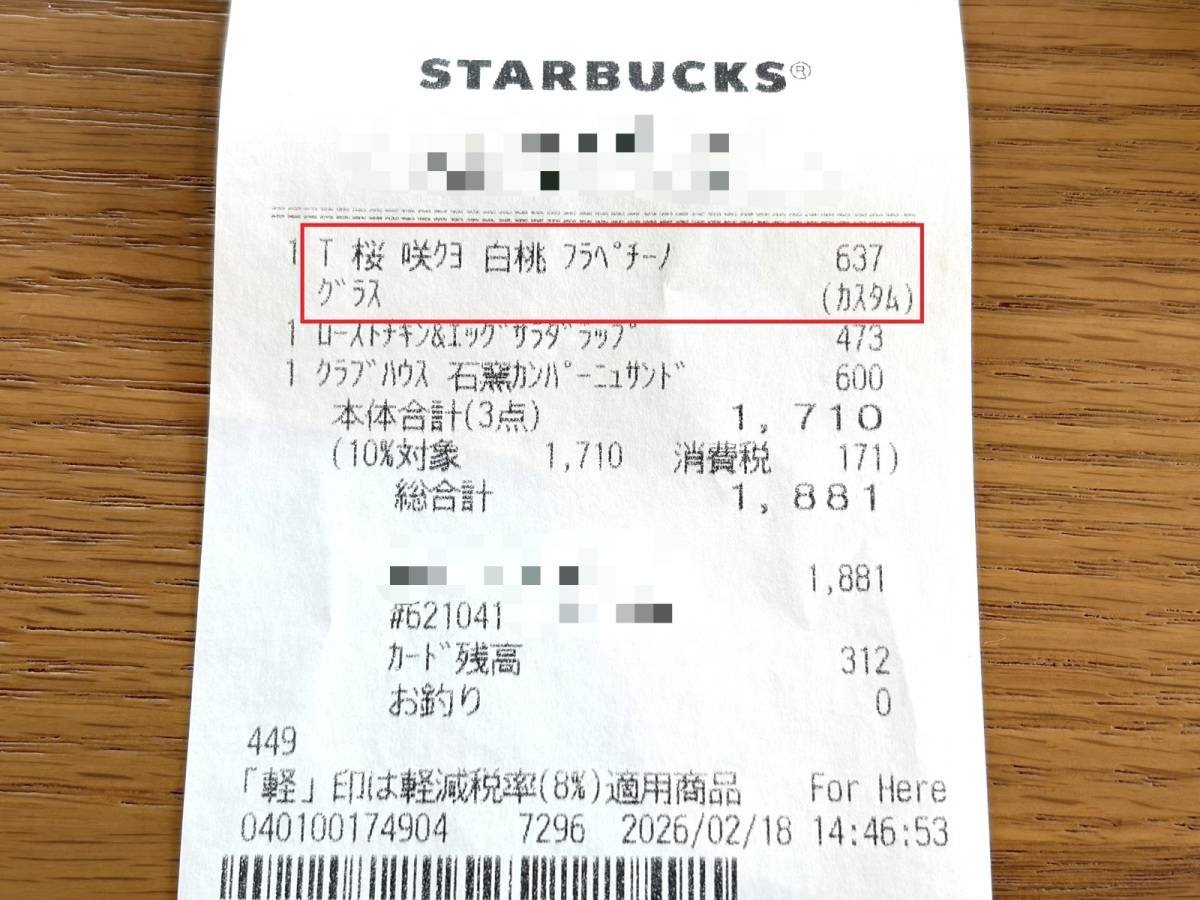 STARBUCKS®
1 T 桜 咲クヨ 白桃 フラペチーノ 637
グラス (カスタム)
1 ローストチキン&エッグサラダラップ 473
1 クラブハウス 石窯カンパーニュサンド 600
本体合計(3点) 1,710
(10%対象 1,710 消費税 171)
総合計 1,881
1,881
#621041
カード残高 312
お釣り 0
449
「軽」印は軽減税率(8%)適用商品 For Here
040100174904 7296 2026/02/18 14:46:53